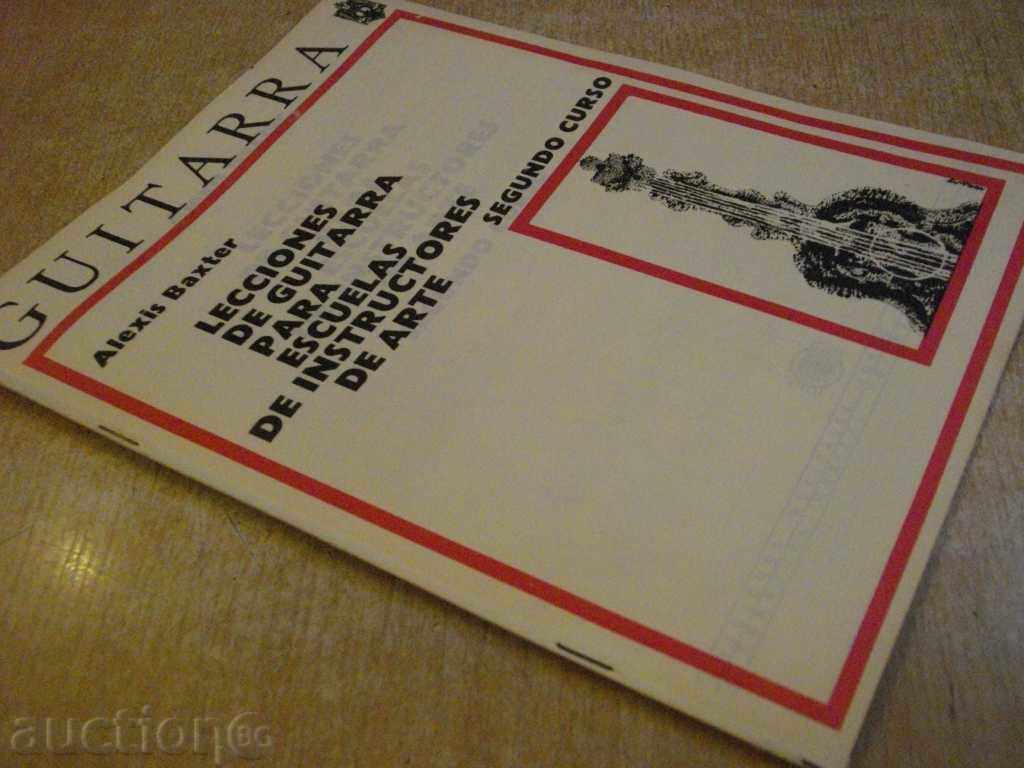 GUITARRA
Alexis Baxter
LECCIONES
DE GUITARRA
PARA
ESCUELAS
DE INSTRUCTORES
DE ARTE
SEGUNDO CURSO
auction BG